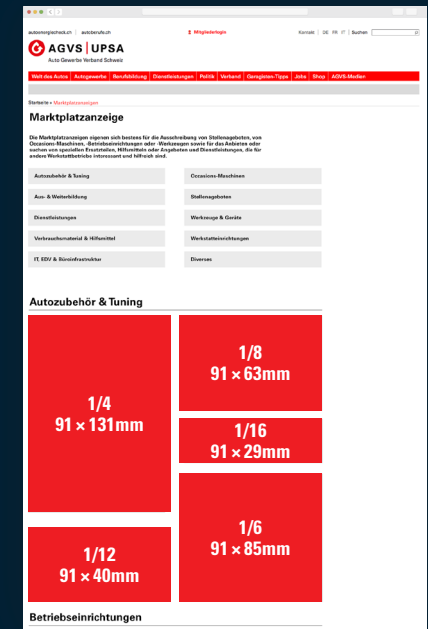 autoenergiecheck.ch | autoberufe.ch
Mitgliederlogin
Kontakt | DE FR IT | Suchen
AGVS | UPSA
Auto Gewerbe Verband Schweiz
Welt des Autos | Autogewerbe | Berufsbildung | Dienstleistungen | Politik | Verband | Garagisten-Tipps | Jobs | Shop | AGVS-Medien
Startseite » Marktplatzanzeigen
Marktplatzanzeige
Die Marktplatzanzeigen eigenen sich bestens für die Ausschreibung von Stellenageboten, von
Occasions-Maschinen, -Betriebseinrichtungen oder -Werkezugen sowie für das Anbieten oder
suchen von speziellen Ersatzteilen, Hilfsmitteln oder Angeboten und Dienstleistungen, die für
andere Werkstattbetriebe interessant und hilfreich sind.
Autozubehör & Tuning
Occasions-Maschinen
Aus- & Weiterbildung
Stellenageboten
Dienstleistungen
Werkzeuge & Geräte
Verbrauchsmaterial & Hilfsmittel
Werkstatteinrichtungen
IT, EDV & Büroinfrastruktur
Diverses
Autozubehör & Tuning
1/4
91 × 131mm
1/8
91 × 63mm
1/16
91 × 29mm
1/6
91 × 85mm
1/12
91 × 40mm
Betriebseinrichtungen